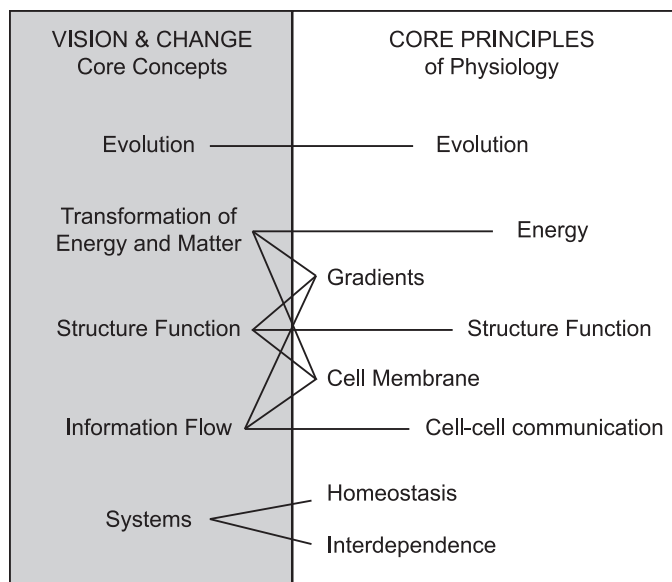 VISION & CHANGE
Core Concepts
CORE PRINCIPLES
of Physiology
Evolution
Evolution
Transformation of
Energy and Matter
Energy
Gradients
Structure Function
Structure Function
Cell Membrane
Information Flow
Cell-cell communication
Homeostasis
Systems
Interdependence